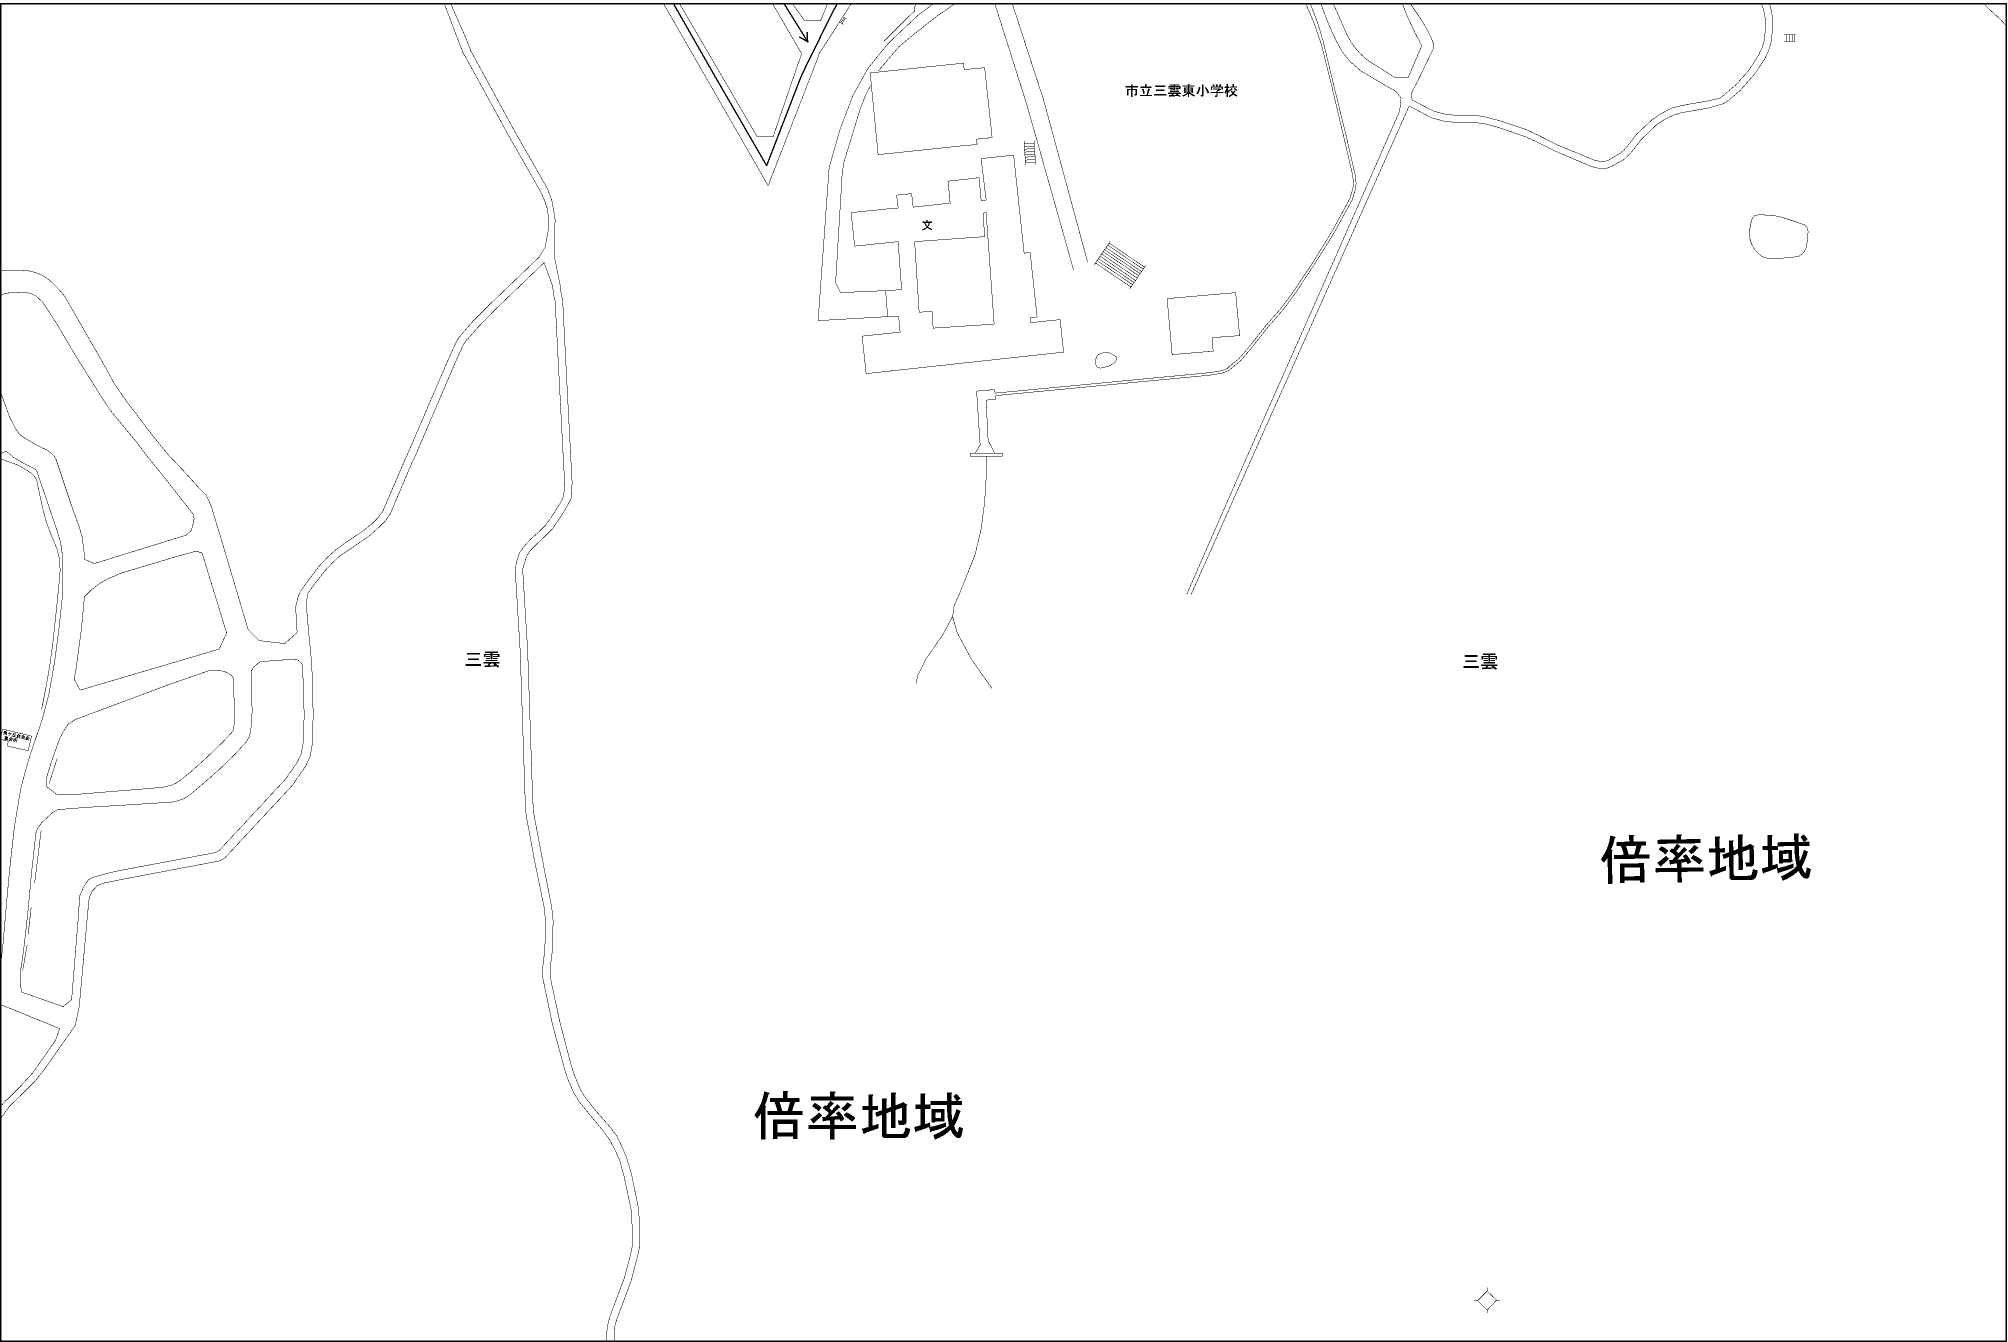 市立三雲東小学校
文
三雲
三雲
倍率地域
倍率地域